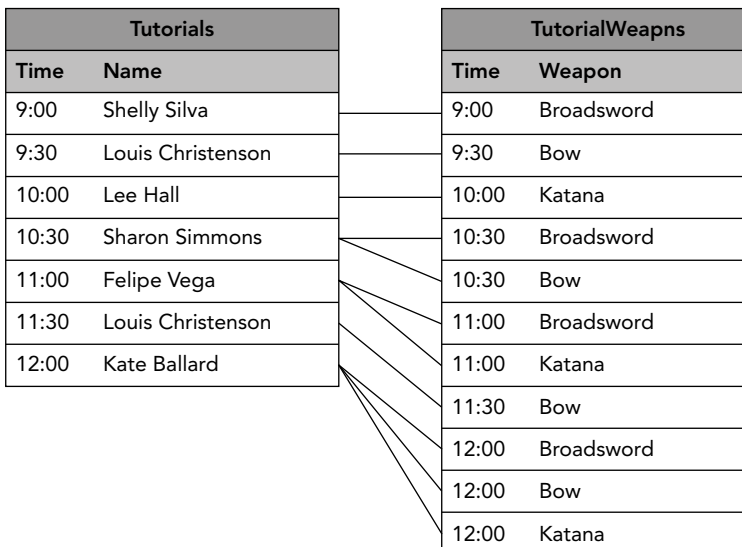 Tutorials
Time Name
9:00 Shelly Silva
9:30 Louis Christenson
10:00 Lee Hall
10:30 Sharon Simmons
11:00 Felipe Vega
11:30 Louis Christenson
12:00 Kate Ballard
TutorialWeapns
Time Weapon
9:00 Broadsword
9:30 Bow
10:00 Katana
10:30 Broadsword
10:30 Bow
11:00 Broadsword
11:00 Katana
11:30 Bow
12:00 Broadsword
12:00 Bow
12:00 Katana